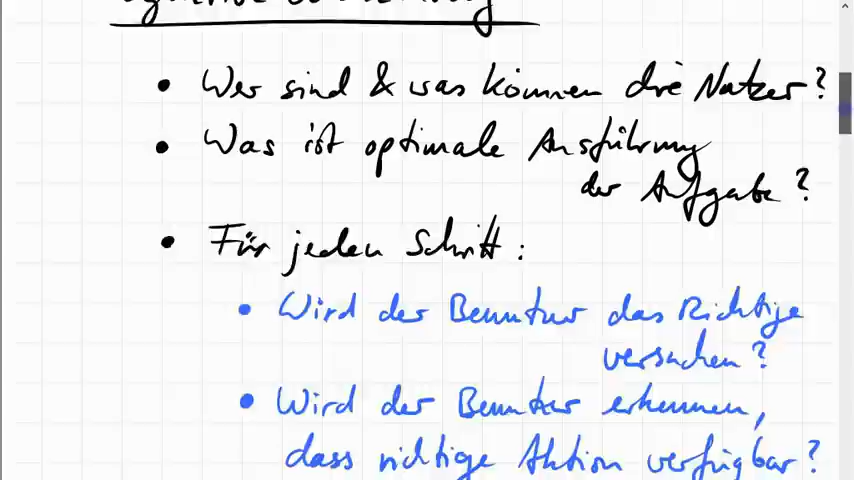 Wer sind & was können die Nutzer?
Was ist optimale Ausführung
der Aufgabe?
Für jeden Schritt:
Wird der Benutzer das Richtige
versuchen?
Wird der Benutzer erkennen,
dass richtige Aktion verfügbar?